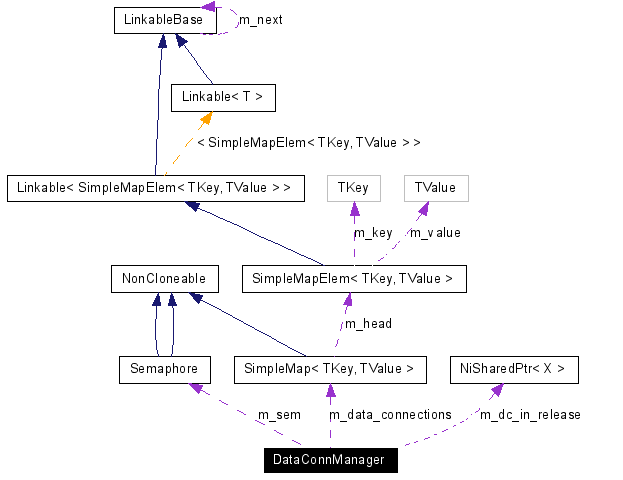 LinkableBase
m_next
Linkable< T >
< SimpleMapElem< TKey, TValue > >
Linkable< SimpleMapElem< TKey, TValue > >
TKey
TValue
m_key
m_value
NonCloneable
SimpleMapElem< TKey, TValue >
m_head
Semaphore
SimpleMap< TKey, TValue >
NiSharedPtr< X >
m_sem
m_data_connections
m_dc_in_release
DataConnManager